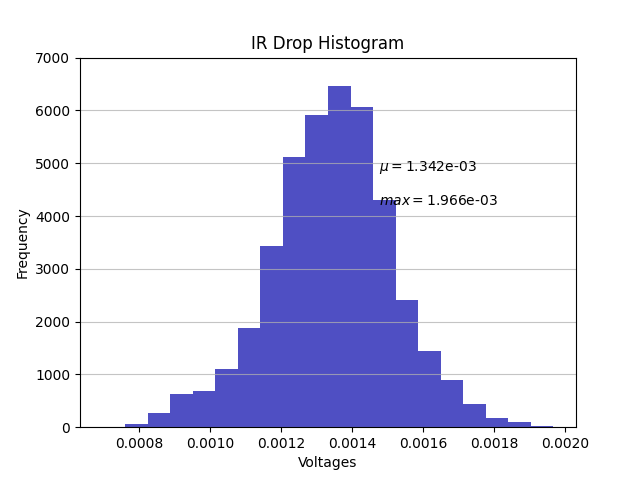 IR Drop Histogram
7000
6000
5000
4000
3000
2000
1000
0
Frequency
μ = 1.342e-03
max = 1.966e-03
0.0008 0.0010 0.0012 0.0014 0.0016 0.0018 0.0020
Voltages